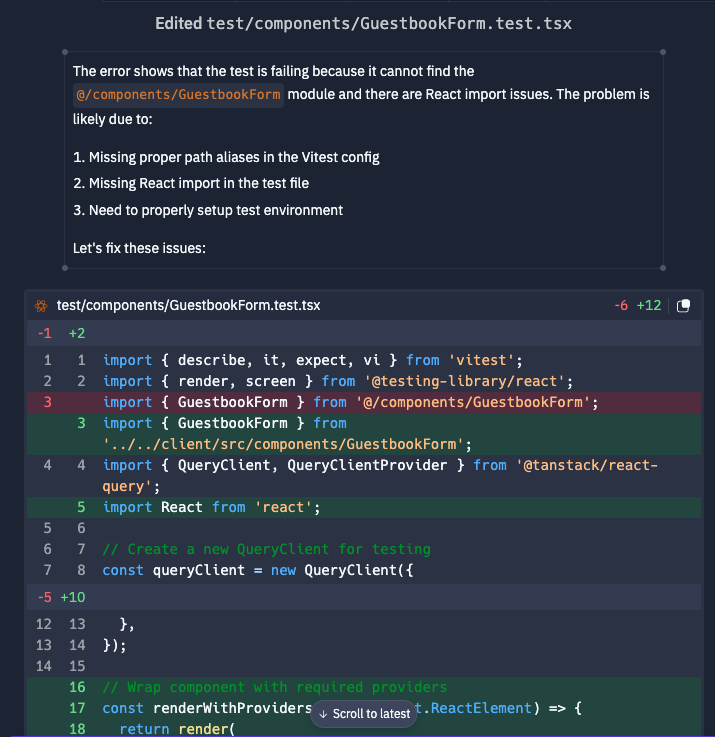 Edited test/components/GuestbookForm.test.tsx
The error shows that the test is failing because it cannot find the
@/components/GuestbookForm module and there are React import issues. The problem is
likely due to:
1. Missing proper path aliases in the Vitest config
2. Missing React import in the test file
3. Need to properly setup test environment
Let's fix these issues:
test/components/GuestbookForm.test.tsx -6 +12
-1 +2
1 1 import { describe, it, expect, vi } from 'vitest';
2 2 import { render, screen } from '@testing-library/react';
3 import { GuestbookForm } from '@/components/GuestbookForm';
3 import { GuestbookForm } from
'../../client/src/components/GuestbookForm';
4 4 import { QueryClient, QueryClientProvider } from '@tanstack/react-
query';
5 import React from 'react';
5 6
6 7 // Create a new QueryClient for testing
7 8 const queryClient = new QueryClient({
-5 +10
12 13 },
13 14 });
14 15
16 // Wrap component with required providers
17 const renderWithProviders t.ReactElement) => {
↓ Scroll to latest
18 return render(